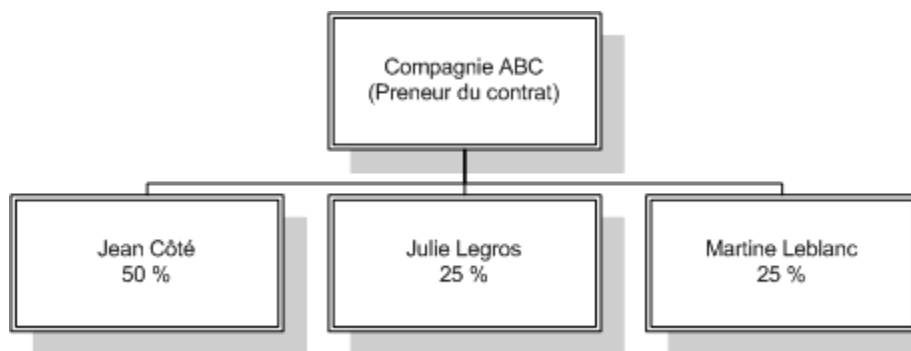 Compagnie ABC
(Preneur du contrat)
Jean Côté
50 %
Julie Legros
25 %
Martine Leblanc
25 %